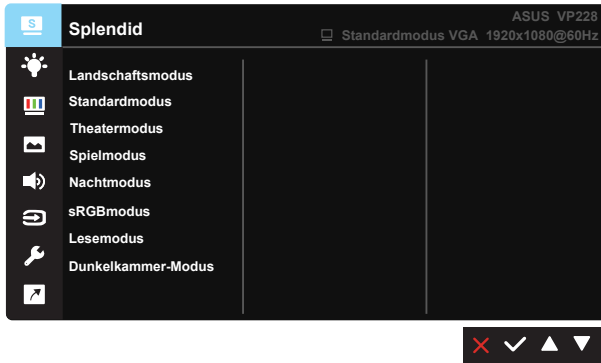 S
Splendid
ASUS VP228
Standardmodus VGA 1920x1080@60Hz
Landschaftsmodus
Standardmodus
Theatermodus
Spielmodus
Nachtmodus
sRGBmodus
Lesemodus
Dunkelkammer-Modus